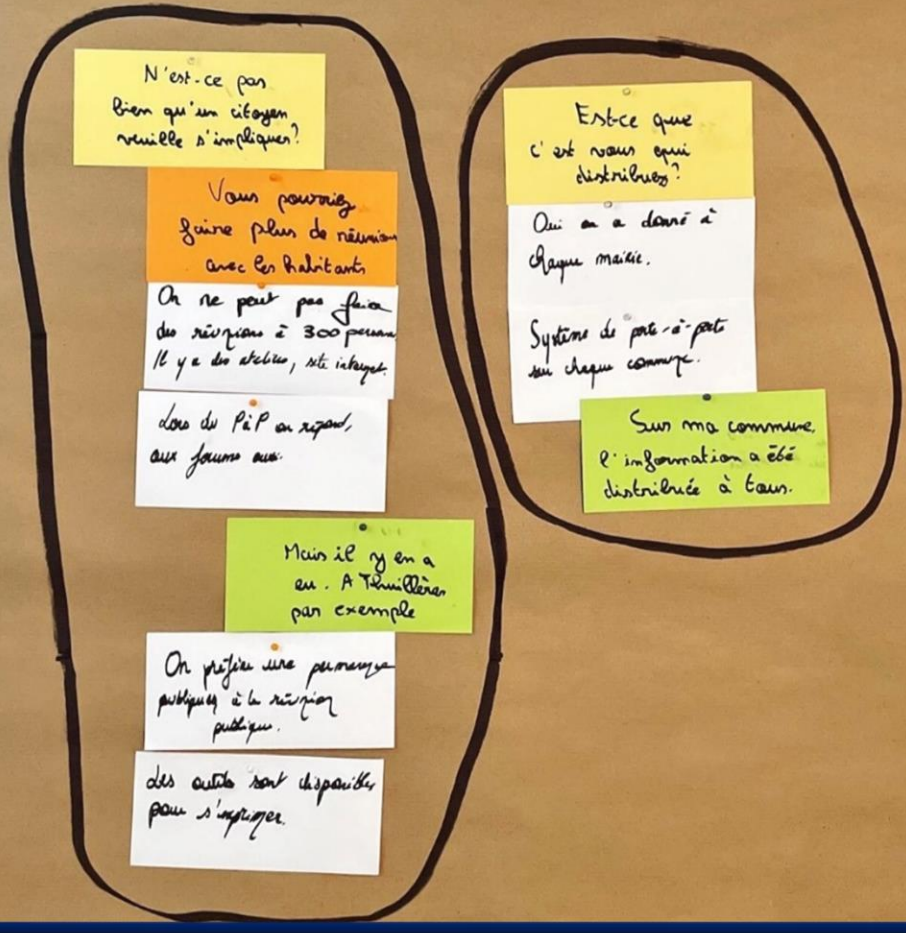 N'est-ce pas
bien qu'un citoyen
veuille s'impliquer?
Vous pourriez
faire plus de réunions
avec les habitants
On ne peut pas faire
des réunions à 300 personn
Il y a des ateliers, site internet.
Lors du PàP on répond,
aux forums aussi.
Mais il y en a
eu. A Thuillères
par exemple
On préfère une permanence
publique à la réunion
publique.
Les outils sont disponibles
pour s'exprimer.
Est-ce que
c'est vous qui
distribuez?
Oui on a donné à
chaque mairie.
Système de porte-à-porte
sur chaque commune.
Sur ma commune,
l'information a été
distribuée à tous.